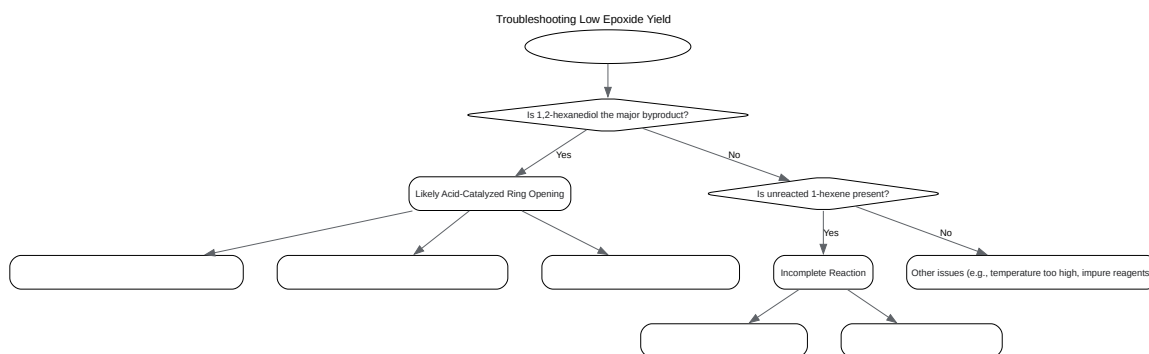 Troubleshooting Low Epoxide Yield
Is 1,2-hexanediol the major byproduct?
Yes
No
Likely Acid-Catalyzed Ring Opening
Is unreacted 1-hexene present?
Yes
No
Incomplete Reaction
Other issues (e.g., temperature too high, impure reagents